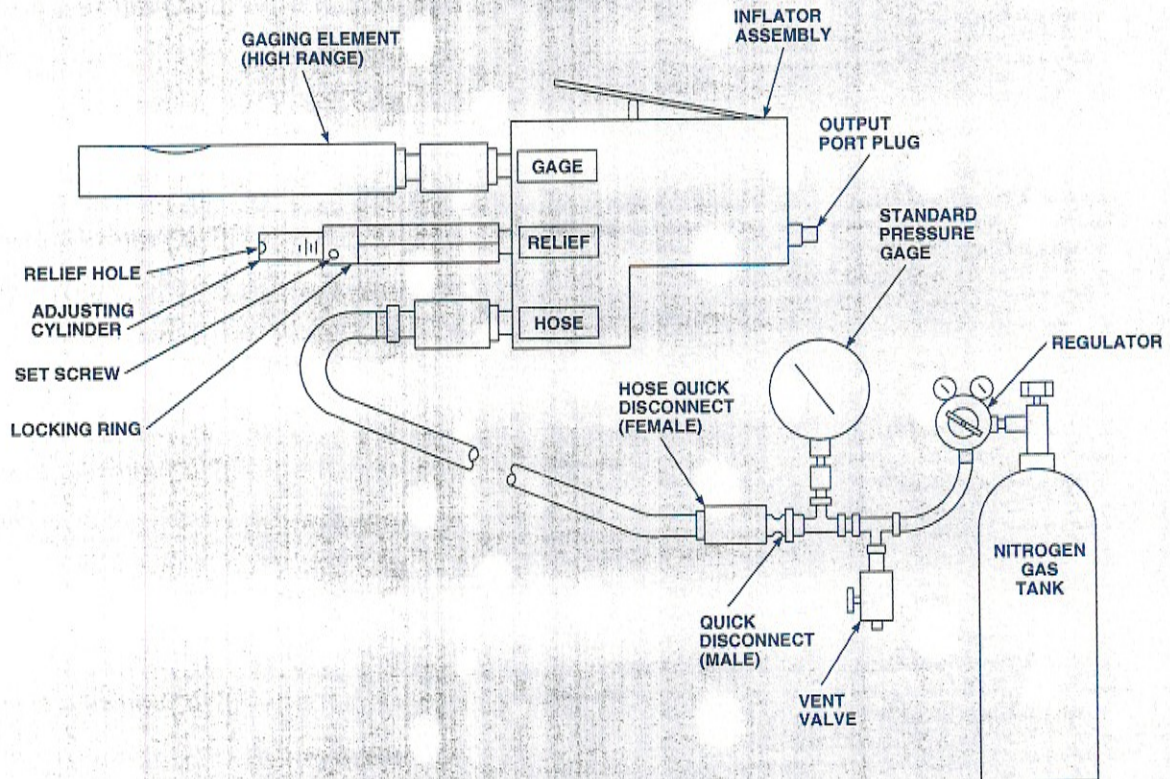 GAGING ELEMENT
(HIGH RANGE)
INFLATOR
ASSEMBLY
OUTPUT
PORT PLUG
GAGE
STANDARD
PRESSURE
GAGE
RELIEF
RELIEF HOLE
ADJUSTING
CYLINDER
HOSE
SET SCREW
REGULATOR
HOSE QUICK
DISCONNECT
(FEMALE)
LOCKING RING
NITROGEN
GAS
TANK
QUICK
DISCONNECT
(MALE)
VENT
VALVE